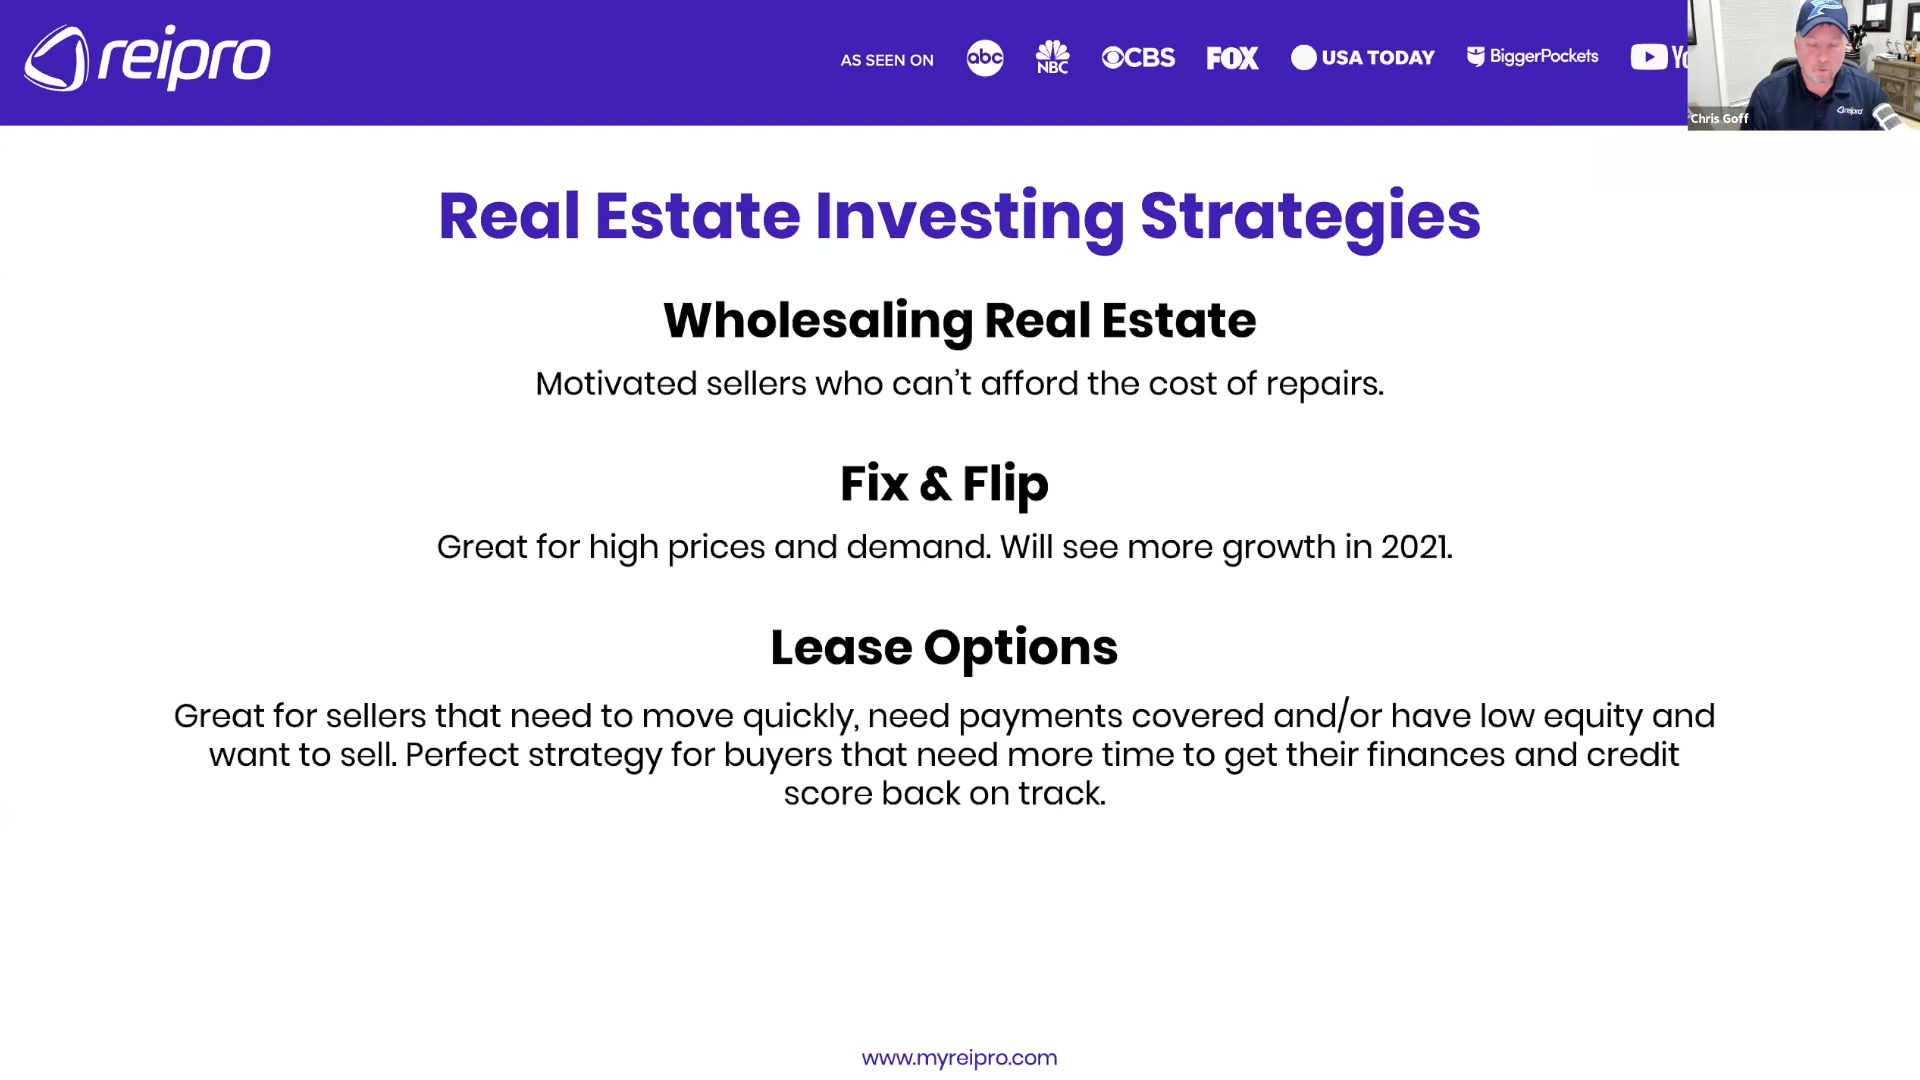 reipro
AS SEEN ON abc NBC CBS FOX USA TODAY BiggerPockets
Chris Goff
reipro
Real Estate Investing Strategies
Wholesaling Real Estate
Motivated sellers who can’t afford the cost of repairs.
Fix & Flip
Great for high prices and demand. Will see more growth in 2021.
Lease Options
Great for sellers that need to move quickly, need payments covered and/or have low equity and
want to sell. Perfect strategy for buyers that need more time to get their finances and credit
score back on track.
www.myreipro.com